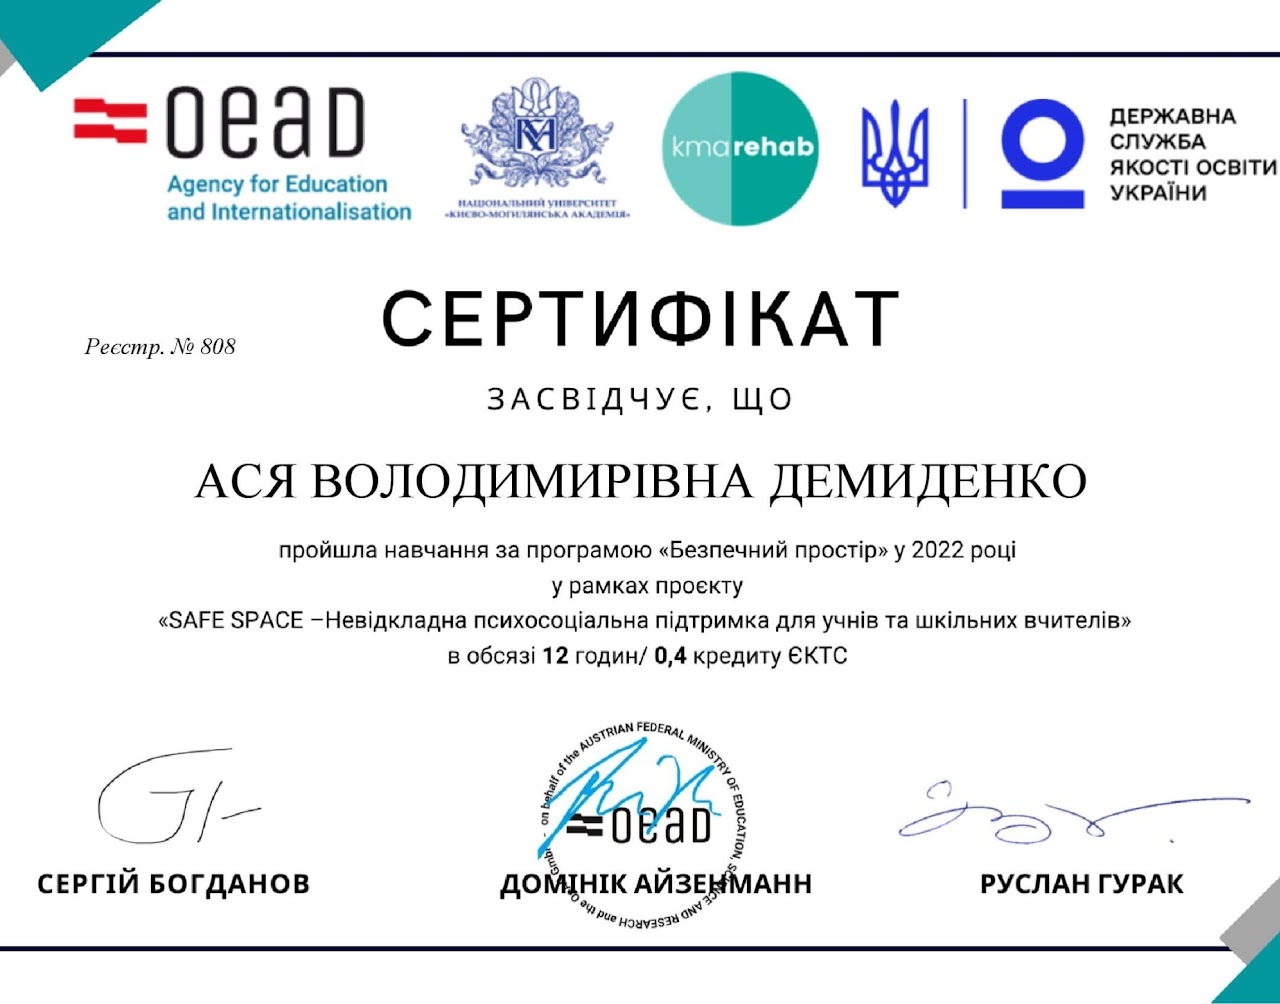 OEAD
Agency for Education
and Internationalisation
НАЦІОНАЛЬНИЙ УНІВЕРСИТЕТ
«КИЄВО-МОГИЛЯНСЬКА АКАДЕМІЯ»
kmarehab
ДЕРЖАВНА
СЛУЖБА
ЯКОСТІ ОСВІТИ
УКРАЇНИ
СЕРТИФІКАТ
Реєстр. № 808
ЗАСВІДЧУЄ, ЩО
АСЯ ВОЛОДИМИРІВНА ДЕМИДЕНКО
пройшла навчання за програмою «Безпечний простір» у 2022 році
у рамках проєкту
«SAFE SPACE –Невідкладна психосоціальна підтримка для учнів та шкільних вчителів»
в обсязі 12 годин/ 0,4 кредиту ЄКТС
on behalf of the AUSTRIAN FEDERAL MINISTRY OF EDUCATION, SCIENCE AND RESEARCH and the OeAD GmbH -
OEAD
СЕРГІЙ БОГДАНОВ
ДОМІНІК АЙЗЕНМАНН
РУСЛАН ГУРАК